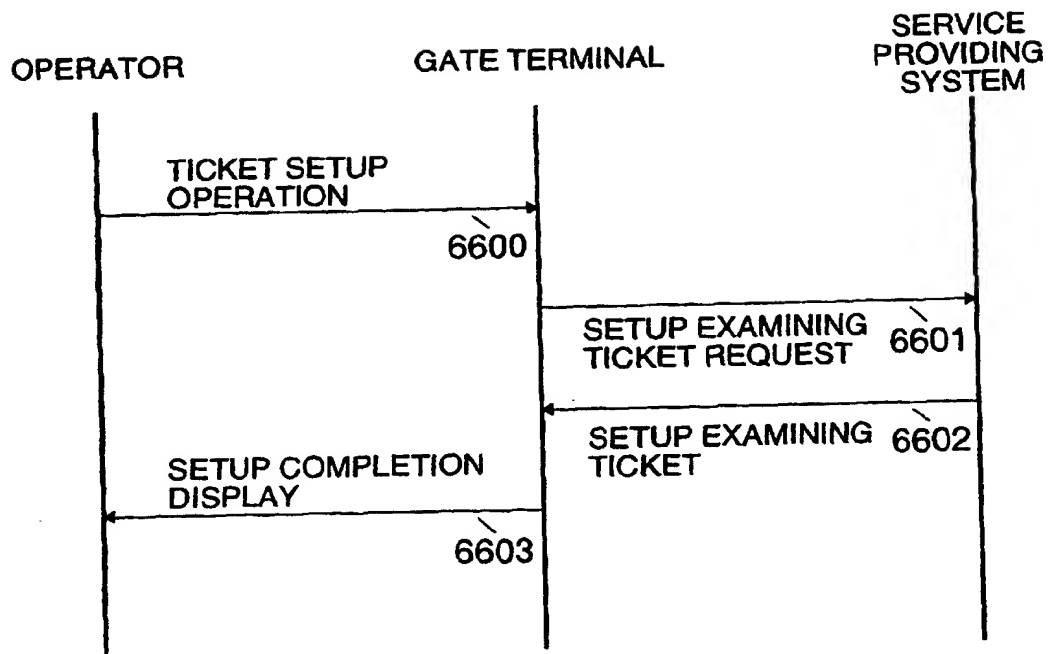 OPERATOR
GATE TERMINAL
SERVICE
PROVIDING
SYSTEM
TICKET SETUP
OPERATION
6600
SETUP EXAMINING
TICKET REQUEST
6601
SETUP EXAMINING
TICKET
6602
SETUP COMPLETION
DISPLAY
6603